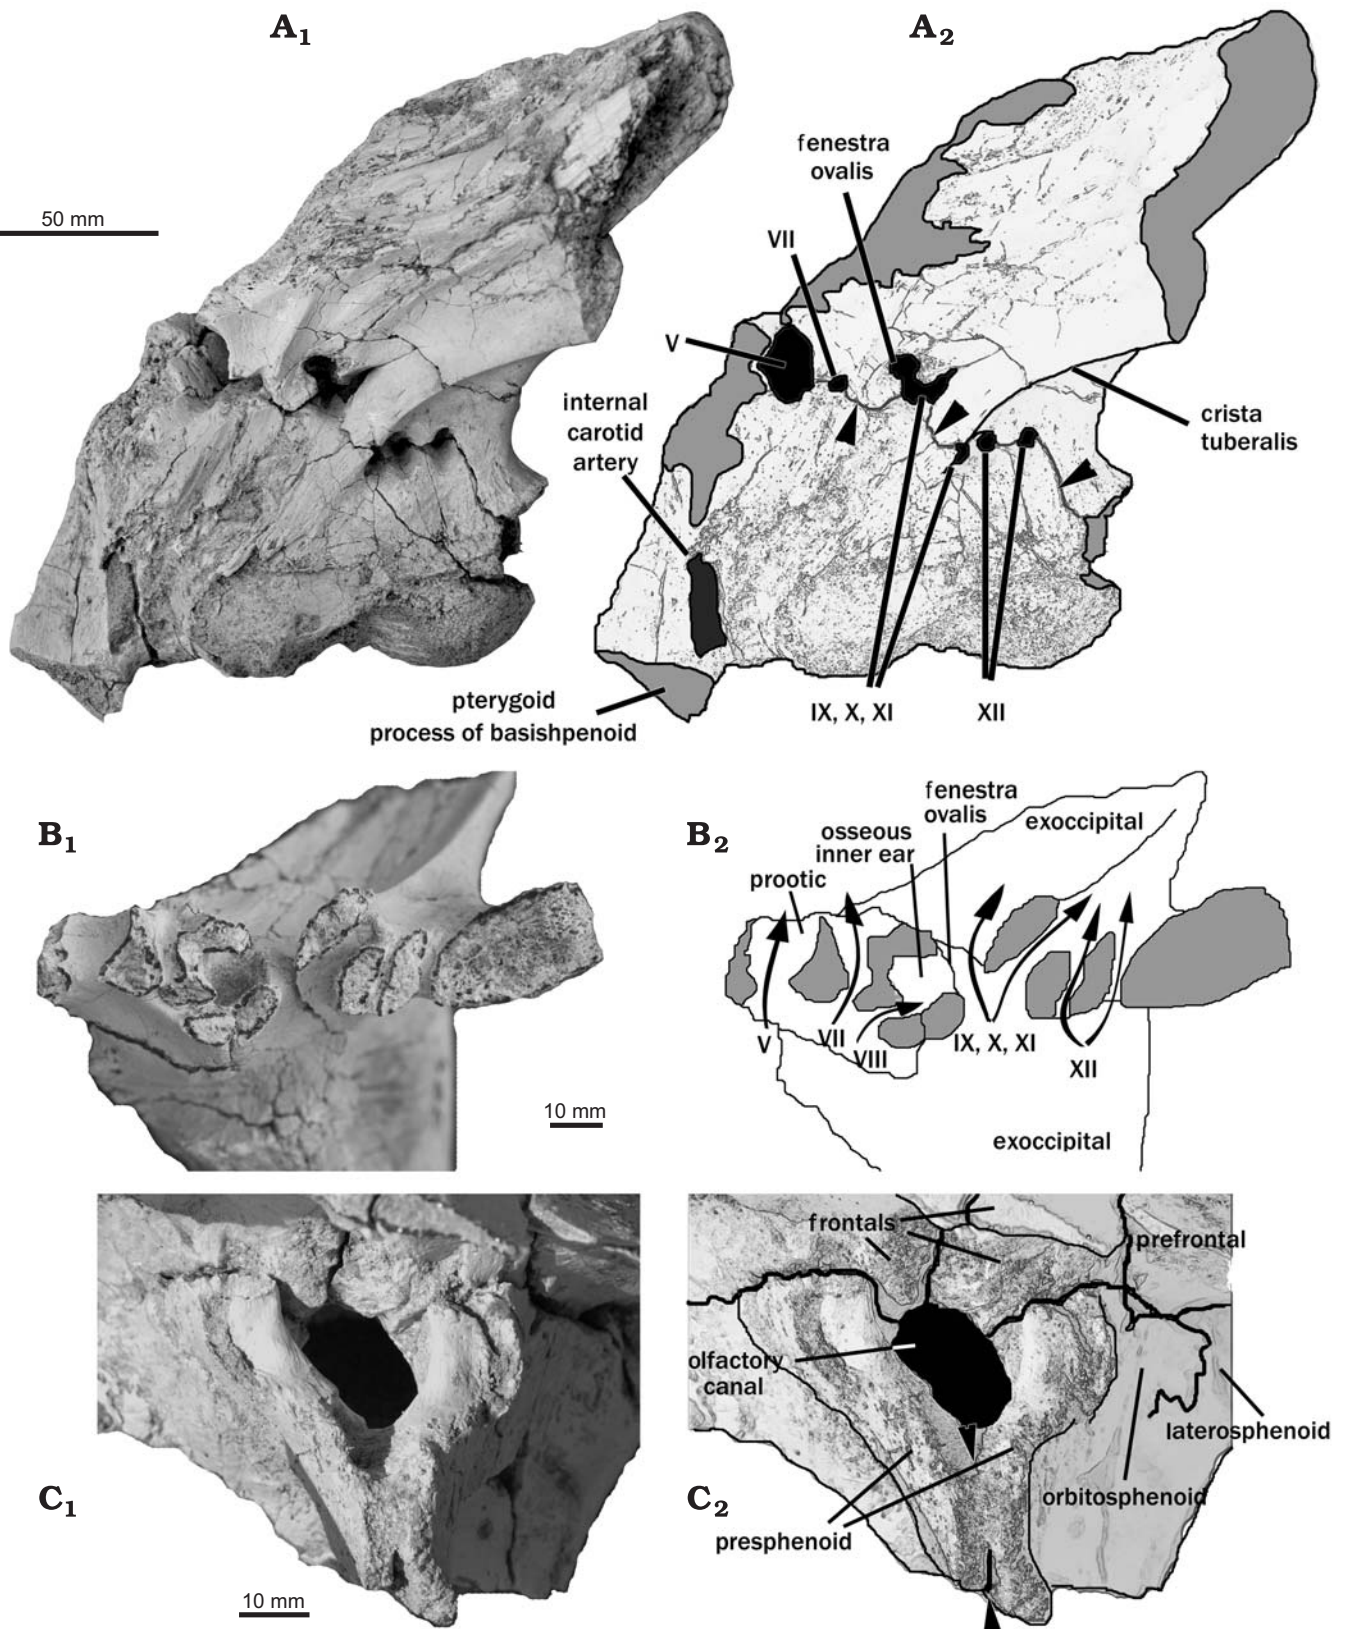 A1
A2
50 mm
fenestra
ovalis
VII
V
internal
carotid
artery
crista
tuberalis
pterygoid
process of basishpenoid
IX, X, XI
XII
B1
B2
fenestra
ovalis
osseous
inner ear
exoccipital
prootic
V
VII
VIII
IX, X, XI
XII
10 mm
exoccipital
frontals
prefrontal
olfactory
canal
laterosphenoid
orbitosphenoid
presphenoid
C1
C2
10 mm